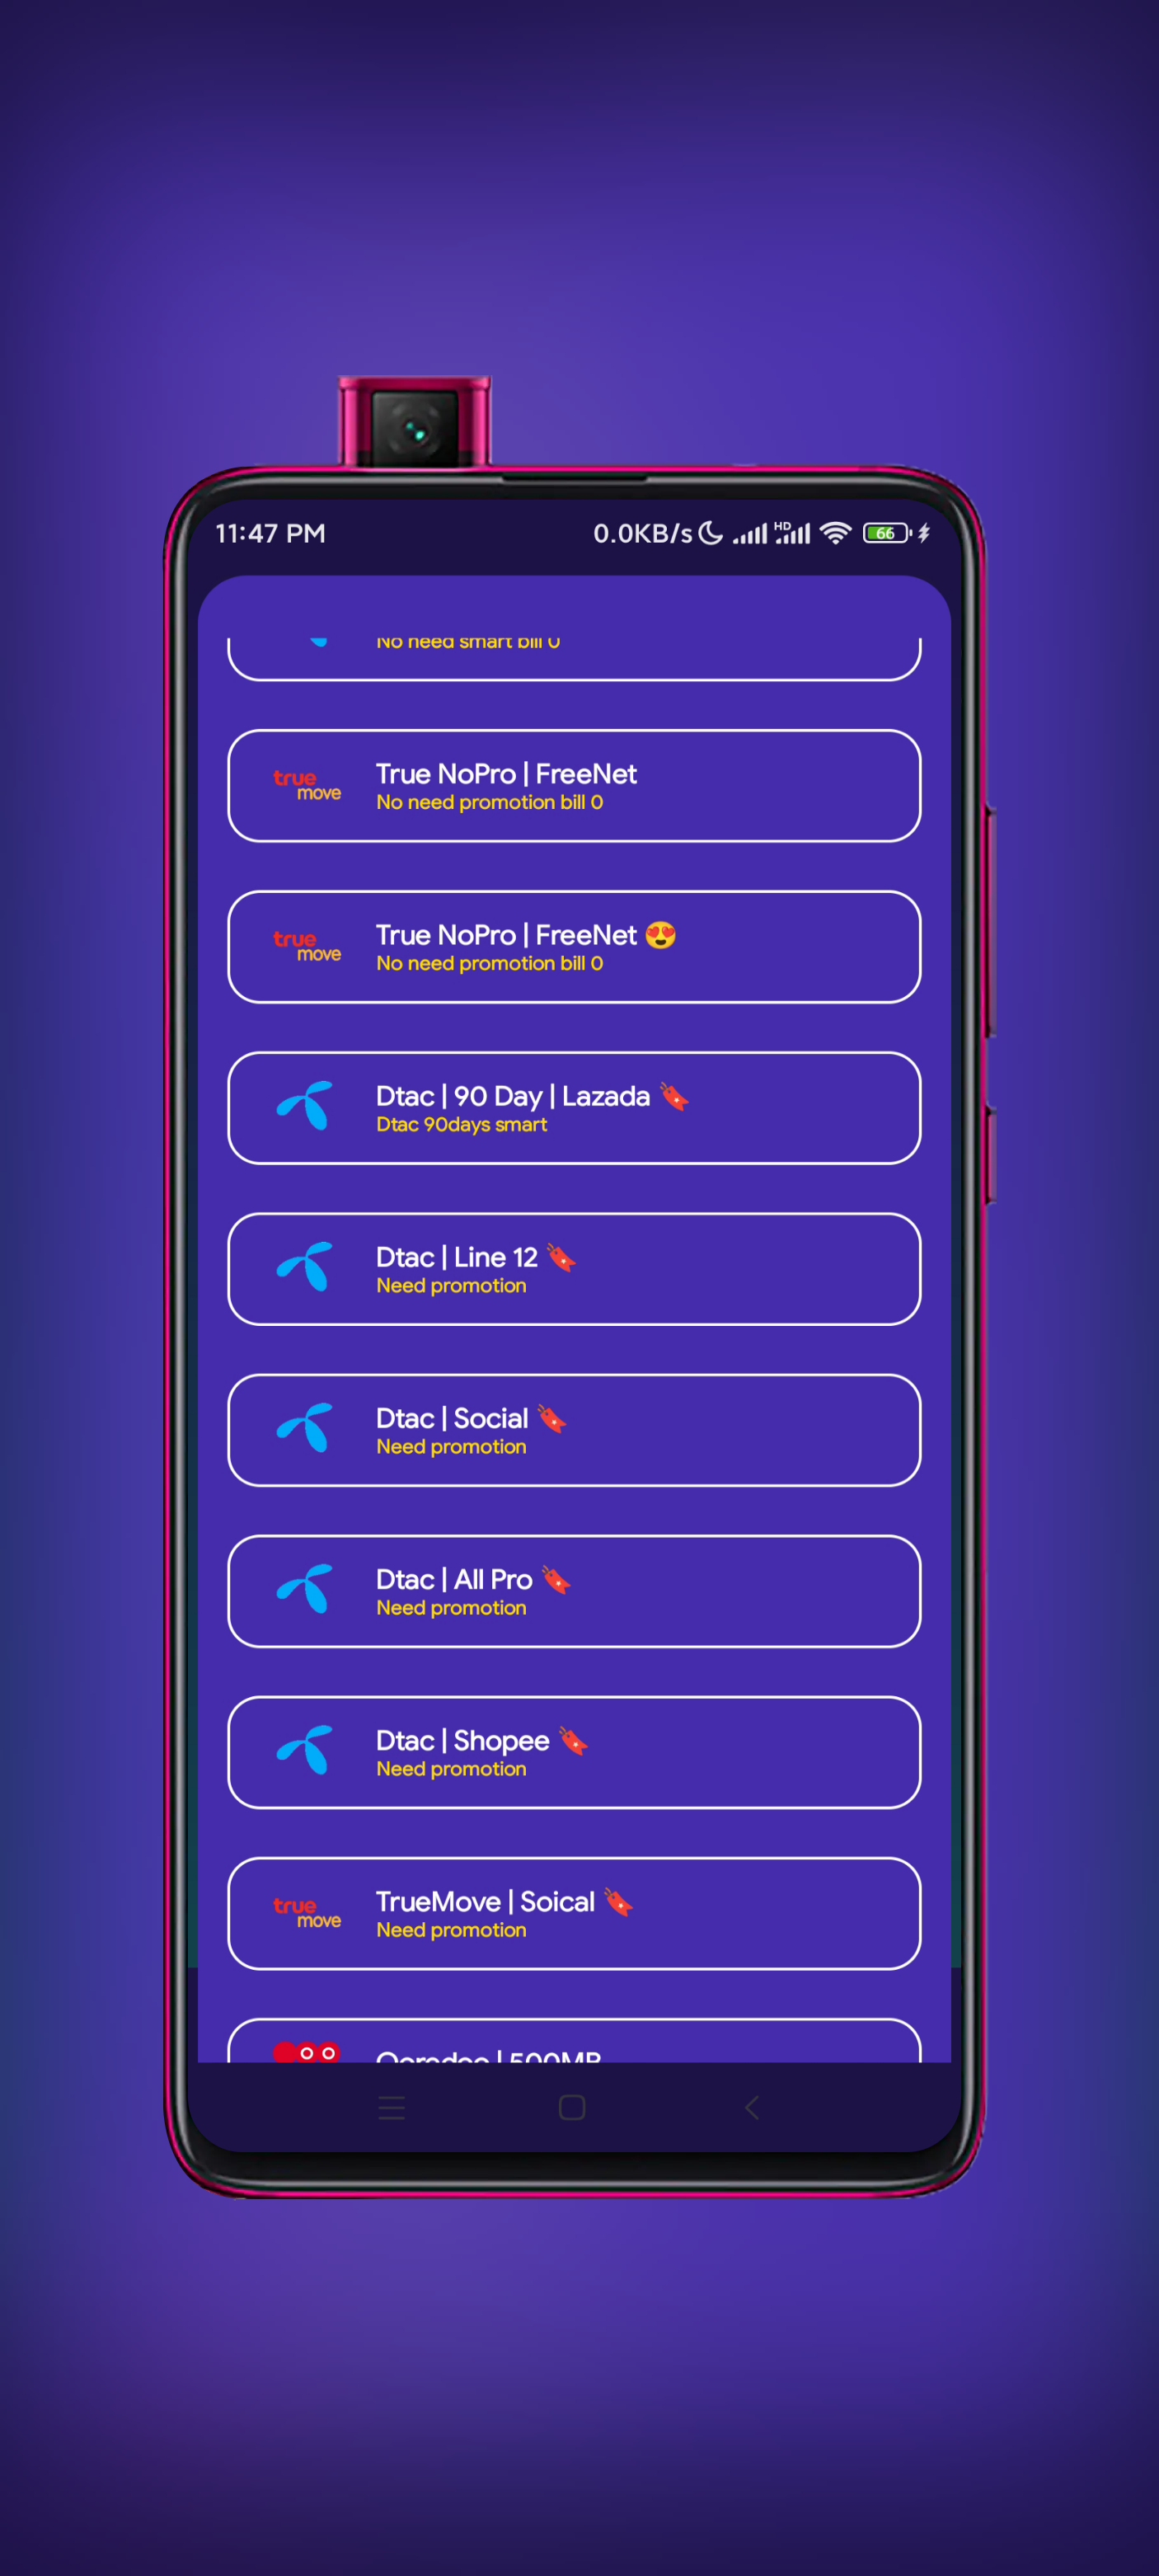 11:47 PM
0.0KB/s HD 66
No need smart bill 0
true
move
True NoPro | FreeNet
No need promotion bill 0
true
move
True NoPro | FreeNet 😍
No need promotion bill 0
Dtac | 90 Day | Lazada 🔖
Dtac 90days smart
Dtac | Line 12 🔖
Need promotion
Dtac | Social 🔖
Need promotion
Dtac | All Pro 🔖
Need promotion
Dtac | Shopee 🔖
Need promotion
true
move
TrueMove | Soical 🔖
Need promotion
Ooredoo | 500MB